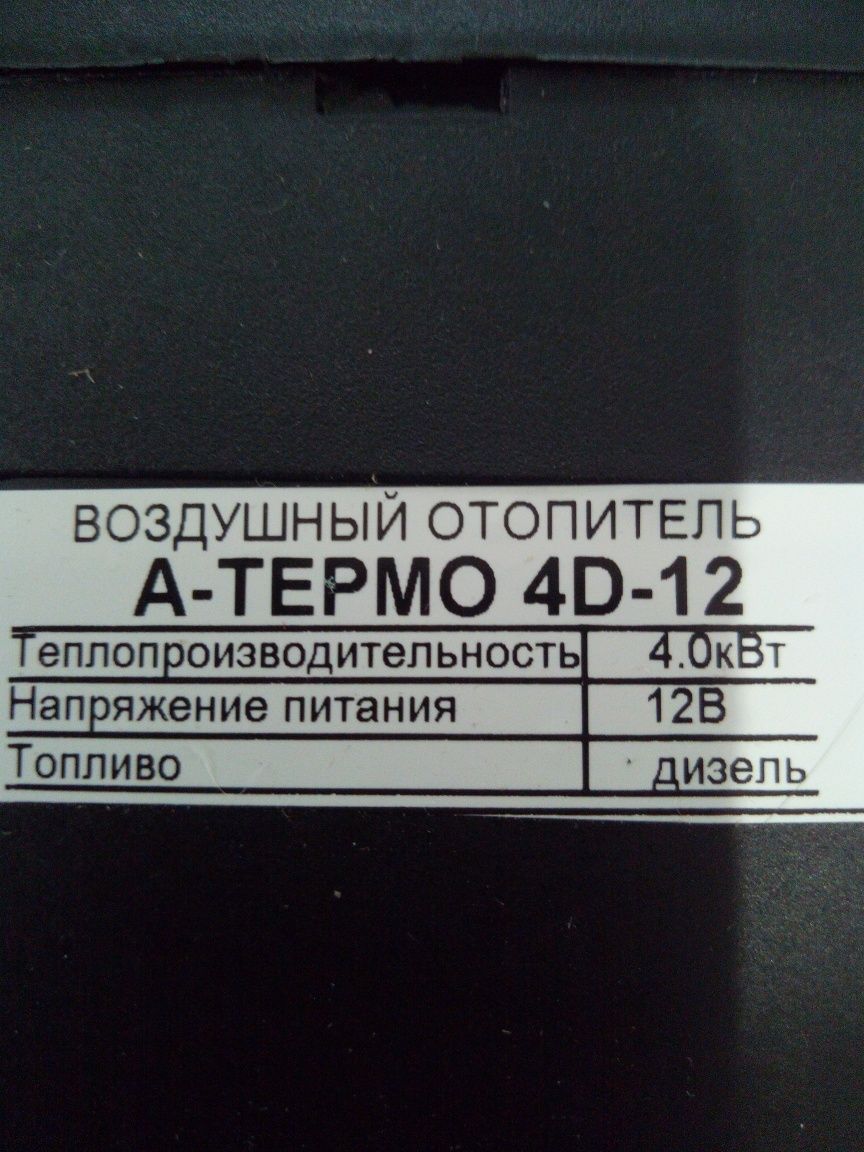 ВОЗДУШНЫЙ ОТОПИТЕЛЬ
А-ТЕРМО 4D-12
Теплопроизводительность 4.0кВт
Напряжение питания 12В
Топливо дизель